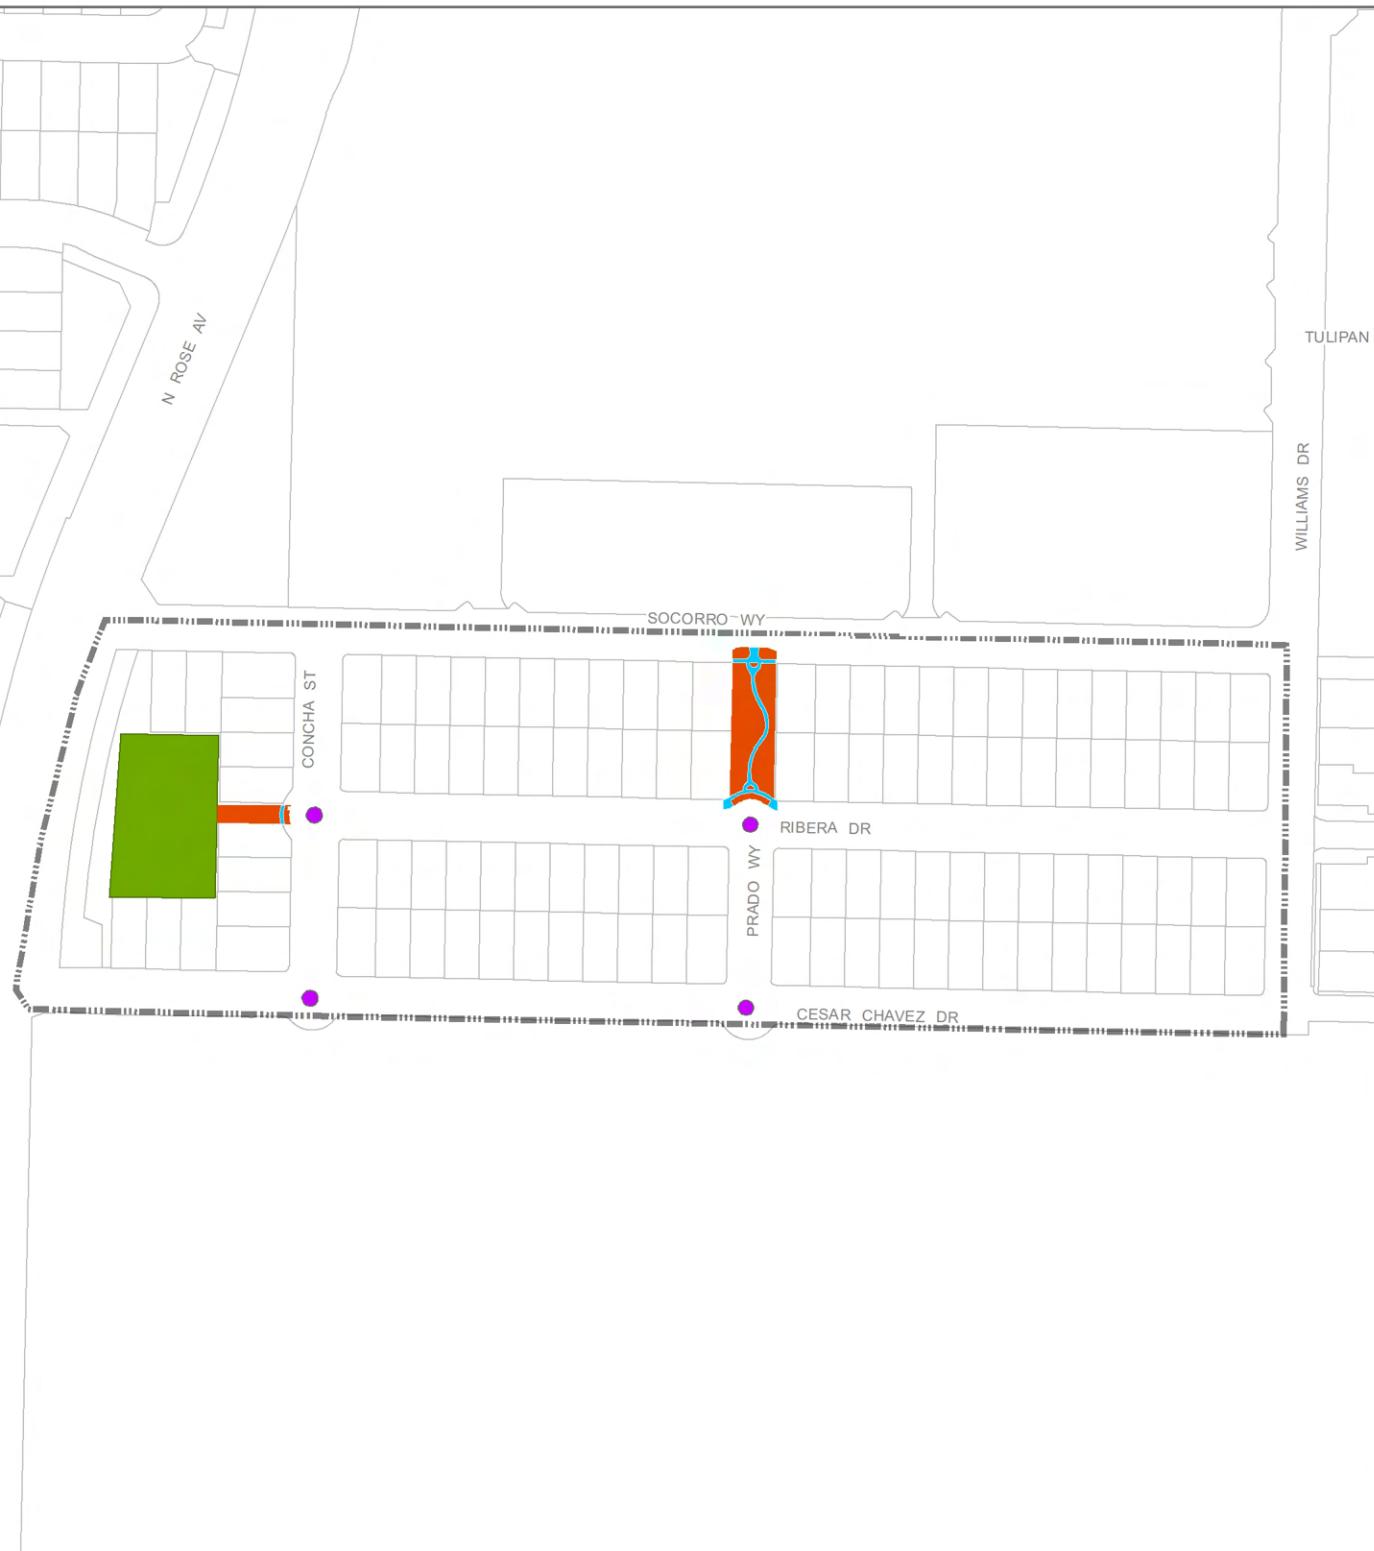 N ROSE AV
TULIPAN
WILLIAMS DR
SOCORRO WY
CONCHA ST
RIBERA DR
PRADO WY
CESAR CHAVEZ DR